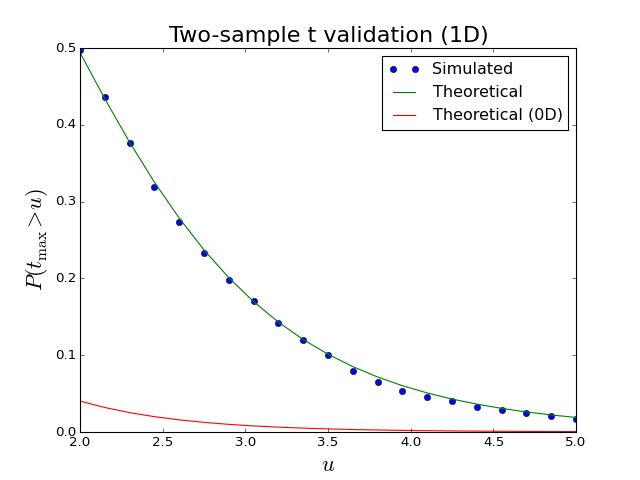 Two-sample t validation (1D)
Simulated
Theoretical
Theoretical (0D)
P(t_max > u)
0.5
0.4
0.3
0.2
0.1
0.0
2.0 2.5 3.0 3.5 4.0 4.5 5.0
u